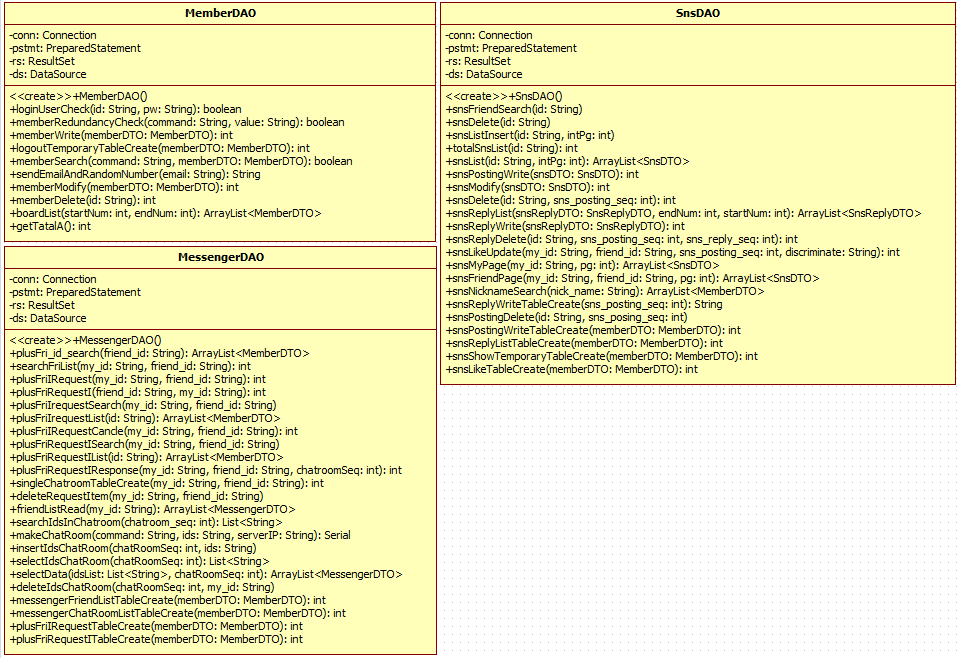 MemberDAO
-conn: Connection
-pstmt: PreparedStatement
-rs: ResultSet
-ds: DataSource
<<create>>+MemberDAO()
+loginUserCheck(id: String, pw: String): boolean
+memberRedundancyCheck(command: String, value: String): boolean
+memberWrite(memberDTO: MemberDTO): int
+logoutTemporaryTableCreate(memberDTO: MemberDTO): int
+memberSearch(command: String, memberDTO: MemberDTO): boolean
+sendEmailAndRandomNumber(email: String): String
+memberModify(memberDTO: MemberDTO): int
+memberDelete(id: String): int
+boardList(startNum: int, endNum: int): ArrayList<MemberDTO>
+getTatalA(): int
MessengerDAO
-conn: Connection
-pstmt: PreparedStatement
-rs: ResultSet
-ds: DataSource
<<create>>+MessengerDAO()
+plusFri_id_search(friend_id: String): ArrayList<MemberDTO>
+searchFriList(my_id: String, friend_id: String): int
+plusFriIRequest(my_id: String, friend_id: String): int
+plusFriRequestI(friend_id: String, my_id: String): int
+plusFriIrequestSearch(my_id: String, friend_id: String)
+plusFriIrequestList(id: String): ArrayList<MemberDTO>
+plusFriIRequestCancle(my_id: String, friend_id: String): int
+plusFriRequestISearch(my_id: String, friend_id: String)
+plusFriRequestIList(id: String): ArrayList<MemberDTO>
+plusFriRequestIResponse(my_id: String, friend_id: String, chatroomSeq: int): int
+singleChatroomTableCreate(my_id: String, friend_id: String): int
+deleteRequestItem(my_id: String, friend_id: String)
+friendListRead(my_id: String): ArrayList<MessengerDTO>
+searchIdsInChatroom(chatroom_seq: int): List<String>
+makeChatRoom(command: String, ids: String, serverIP: String): Serial
+insertIdsChatRoom(chatRoomSeq: int, ids: String)
+selectIdsChatRoom(chatRoomSeq: int): List<String>
+selectData(idsList: List<String>, chatRoomSeq: int): ArrayList<MessengerDTO>
+deleteIdsChatRoom(chatRoomSeq: int, my_id: String)
+messengerFriendListTableCreate(memberDTO: MemberDTO): int
+messengerChatRoomListTableCreate(memberDTO: MemberDTO): int
+plusFriIRequestTableCreate(memberDTO: MemberDTO): int
+plusFriRequestITableCreate(memberDTO: MemberDTO): int
SnsDAO
-conn: Connection
-pstmt: PreparedStatement
-rs: ResultSet
-ds: DataSource
<<create>>+SnsDAO()
+snsFriendSearch(id: String)
+snsDelete(id: String)
+snsListInsert(id: String, intPg: int)
+totalSnsList(id: String): int
+snsList(id: String, intPg: int): ArrayList<SnsDTO>
+snsPostingWrite(snsDTO: SnsDTO): int
+snsModify(snsDTO: SnsDTO): int
+snsDelete(id: String, sns_posting_seq: int): int
+snsReplyList(snsReplyDTO: SnsReplyDTO, endNum: int, startNum: int): ArrayList<SnsReplyDTO>
+snsReplyWrite(snsReplyDTO: SnsReplyDTO): int
+snsReplyDelete(id: String, sns_posting_seq: int, sns_reply_seq: int): int
+snsLikeUpdate(my_id: String, friend_id: String, sns_posting_seq: int, discriminate: String): int
+snsMyPage(my_id: String, pg: int): ArrayList<SnsDTO>
+snsFriendPage(my_id: String, friend_id: String, pg: int): ArrayList<SnsDTO>
+snsNicknameSearch(nick_name: String): ArrayList<MemberDTO>
+snsReplyWriteTableCreate(sns_posting_seq: int): String
+snsPostingDelete(id: String, sns_posing_seq: int)
+snsPostingWriteTableCreate(memberDTO: MemberDTO): int
+snsReplyListTableCreate(memberDTO: MemberDTO): int
+snsShowTemporaryTableCreate(memberDTO: MemberDTO): int
+snsLikeTableCreate(memberDTO: MemberDTO): int